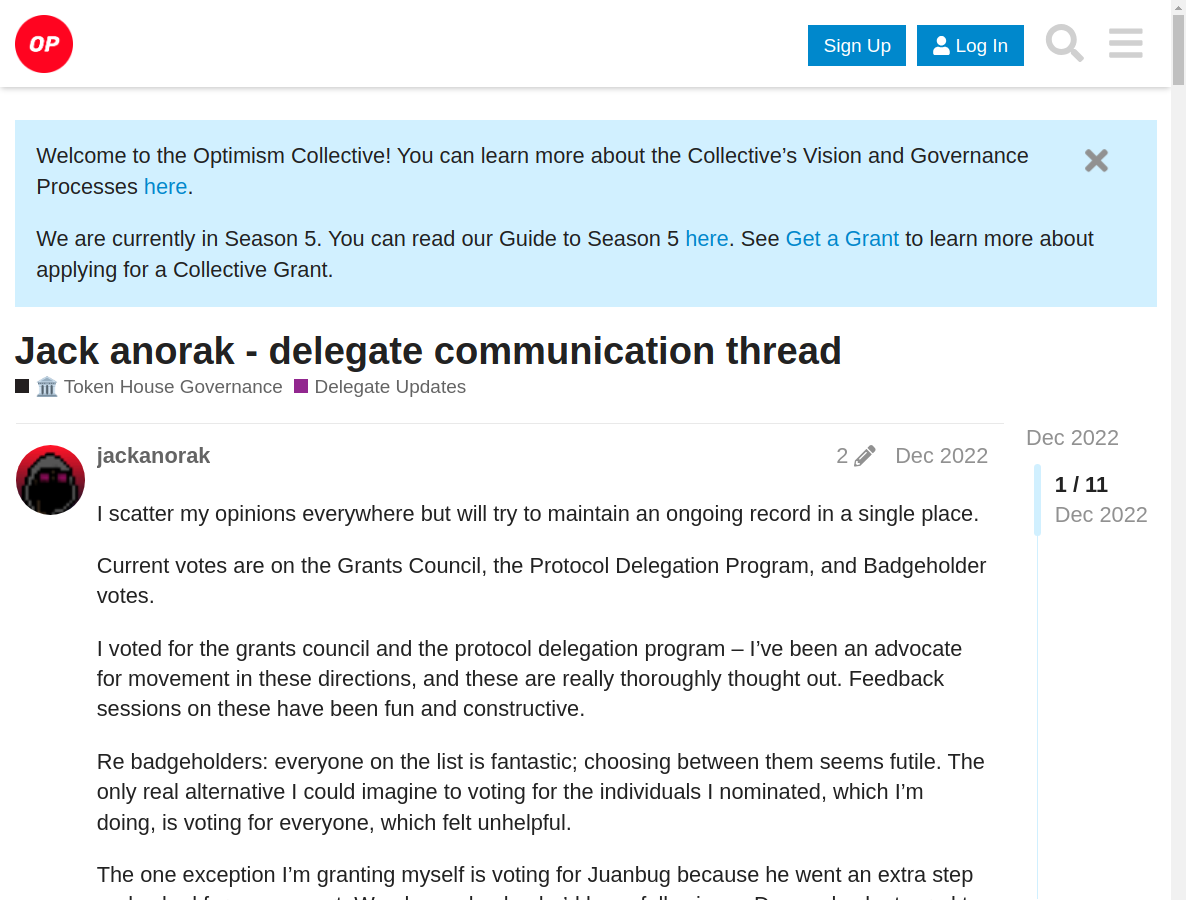 OP
Sign Up
Log In
Welcome to the Optimism Collective! You can learn more about the Collective’s Vision and Governance
Processes here.
We are currently in Season 5. You can read our Guide to Season 5 here. See Get a Grant to learn more about
applying for a Collective Grant.
Jack anorak - delegate communication thread
Token House Governance Delegate Updates
jackanorak 2 Dec 2022
Dec 2022
1 / 11
Dec 2022
I scatter my opinions everywhere but will try to maintain an ongoing record in a single place.
Current votes are on the Grants Council, the Protocol Delegation Program, and Badgeholder
votes.
I voted for the grants council and the protocol delegation program – I’ve been an advocate
for movement in these directions, and these are really thoroughly thought out. Feedback
sessions on these have been fun and constructive.
Re badgeholders: everyone on the list is fantastic; choosing between them seems futile. The
only real alternative I could imagine to voting for the individuals I nominated, which I’m
doing, is voting for everyone, which felt unhelpful.
The one exception I’m granting myself is voting for Juanbug because he went an extra step